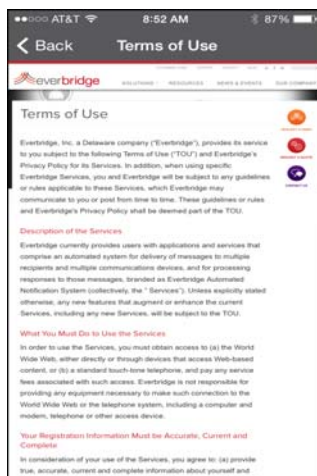 AT&T 8:52 AM 87%
Back Terms of Use
everbridge SOLUTIONS RESOURCES NEWS & EVENTS OUR COMPANY
Terms of Use
Everbridge, Inc. a Delaware company ("Everbridge"), provides its service
to you subject to the following Terms of Use ("TOU") and Everbridge's
Privacy Policy for its Services. In addition, when using specific
Everbridge Services, you and Everbridge will be subject to any guidelines
or rules applicable to these Services, which Everbridge may
communicate to you or post from time to time. These guidelines or rules
and Everbridge's Privacy Policy shall be deemed part of the TOU.
Description of the Services
Everbridge currently provides users with applications and services that
comprise an automated system for delivery of messages to multiple
recipients and multiple communications devices, and for processing
responses to those messages, branded as Everbridge Automated
Notification System (collectively, the " Services"). Unless explicitly stated
otherwise, any new features that augment or enhance the current
Services, including any new Services, will be subject to the TOU.
What You Must Do to Use the Services
In order to use the Services, you must obtain access to (a) the World
Wide Web, either directly or through devices that access Web-based
content, or (b) a standard touch-tone telephone, and pay any service
fees associated with such access. Everbridge is not responsible for
providing any equipment necessary to make such connection to the
World Wide Web or the telephone system, including a computer and
modem, telephone or other access device.
Your Registration Information Must be Accurate, Current and
Complete
In consideration of your use of the Services, you agree to: (a) provide
true, accurate, current and complete information about yourself and